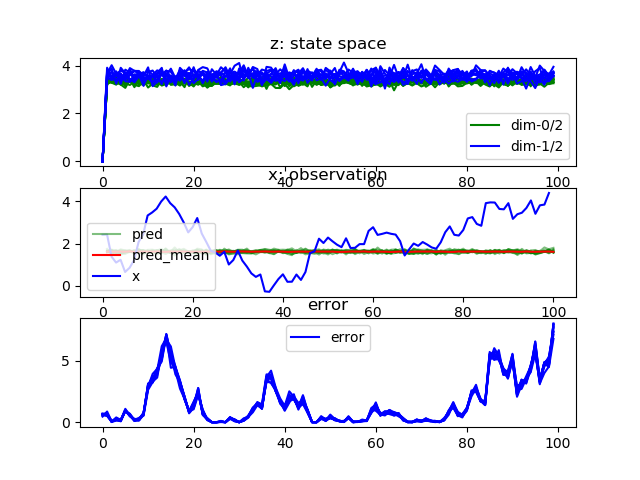 z: state space
4
2
0
dim-0/2
dim-1/2
0 20 40 60 80 100
x: observation
4
2
0
pred
pred_mean
x
0 20 40 60 80 100
error
5
0
error
0 20 40 60 80 100